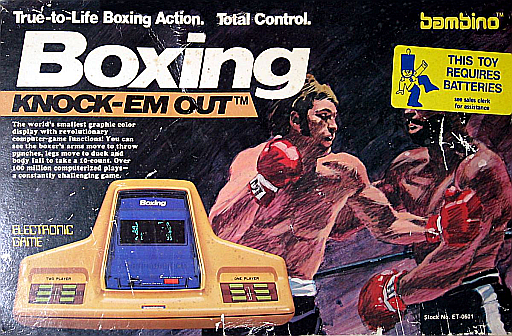 True-to-Life Boxing Action. Total Control.
bambino™
Boxing
KNOCK-EM OUT™
THIS TOY
REQUIRES
BATTERIES
see sales clerk
for assistance
The world's smallest graphic color
display with revolutionary
computer-game functions! You can
see the boxer's arms move to throw
punches, legs move to duck and
body fall to take a 10-count. Over
100 million computerized plays—
a constantly challenging game.
ELECTRONIC
GAME
Boxing
TWO PLAYER
ONE PLAYER
Stock No. ET-0601